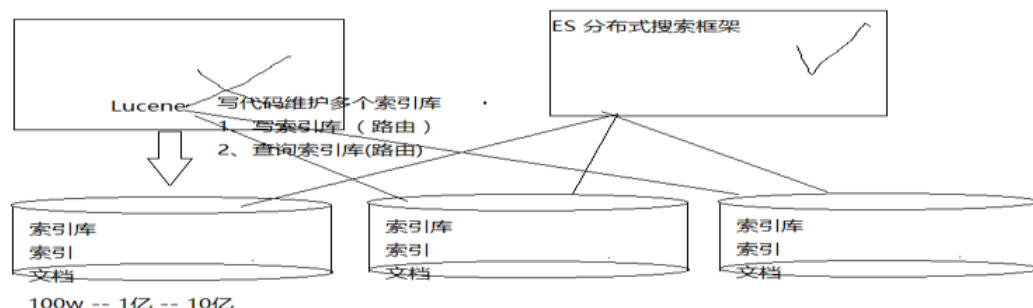 ES 分布式搜索框架
Lucene
写代码维护多个索引库
1、写索引库 （路由）
2、查询索引库(路由)
索引库
索引
文档
索引库
索引
文档
索引库
索引
文档
100w -- 1亿 -- 10亿